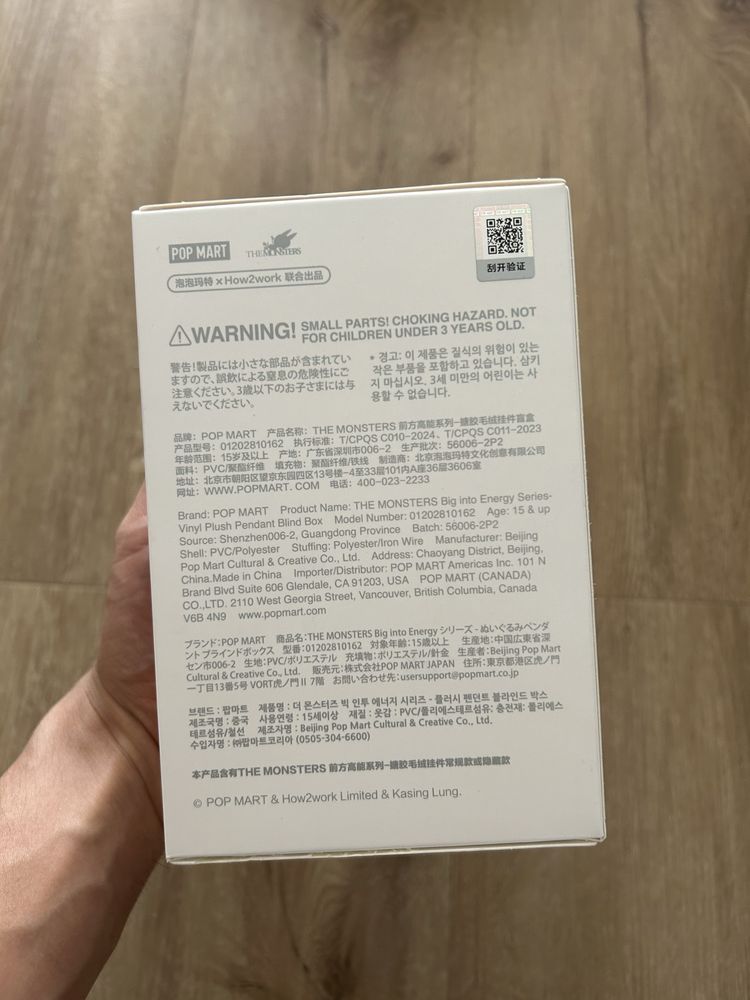 POP MART
THE MONSTERS
泡泡玛特 × How2work 联合出品
刮开验证
WARNING! SMALL PARTS! CHOKING HAZARD. NOT
FOR CHILDREN UNDER 3 YEARS OLD.
警告！製品には小さな部品が含まれてい
ますので、誤飲による窒息の危険性にご
注意ください。3歳以下のお子さまには与
えないでください。
* 경고: 이 제품은 질식의 위험이 있는
작은 부품을 포함하고 있습니다. 삼키
지 마십시오. 3세 미만의 어린이는 사
용할 수 없습니다.
品牌：POP MART 产品名称：THE MONSTERS 前方高能系列-搪胶毛绒挂件盲盒
产品型号：01202810162 执行标准：T/CPQS C010-2024、T/CPQS C011-2023
年龄范围：15岁及以上 产地：广东省深圳市006-2 生产批次：56006-2P2
面料：PVC/聚酯纤维 填充物：聚酯纤维/铁线 制造商：北京泡泡玛特文化创意有限公司
地址：北京市朝阳区望京东园四区13号楼-4至33层101内A座36层3606室
网址：WWW.POPMART.COM 电话：400-023-2233
Brand: POP MART Product Name: THE MONSTERS Big into Energy Series-
Vinyl Plush Pendant Blind Box Model Number: 01202810162 Age: 15 & up
Source: Shenzhen006-2, Guangdong Province Batch: 56006-2P2
Shell: PVC/Polyester Stuffing: Polyester/Iron Wire Manufacturer: Beijing
Pop Mart Cultural & Creative Co., Ltd. Address: Chaoyang District, Beijing,
China.Made in China Importer/Distributor: POP MART Americas Inc. 101 N
Brand Blvd Suite 606 Glendale, CA 91203, USA POP MART (CANADA)
CO.,LTD. 2110 West Georgia Street, Vancouver, British Columbia, Canada
V6B 4N9 www.popmart.com
ブランド：POP MART 商品名：THE MONSTERS Big into Energy シリーズ - ぬいぐるみペンダ
ント ブラインドボックス 型番：01202810162 対象年齢：15歳以上 生産地：中国広東省深
セン市006-2 生地：PVC/ポリエステル 充填物：ポリエステル/針金 生産者：Beijing Pop Mart
Cultural & Creative Co., Ltd. 販売元：株式会社POP MART JAPAN 住所：東京都港区虎ノ門
一丁目13番5号 VORT虎ノ門Ⅱ 7階 お問い合わせ先：usersupport@popmart.co.jp
브랜드 : 팝마트 제품명 : 더 몬스터즈 빅 인투 에너지 시리즈 - 플러시 펜던트 블라인드 박스
제조국명 : 중국 사용연령 : 15세이상 재질 : 옷감 : PVC/폴리에스테르섬유: 충전재: 폴리에스
테르섬유/철선 제조자명 : Beijing Pop Mart Cultural & Creative Co., Ltd.
수입자명 : ㈜팝마트코리아 (0505-304-6600)
本产品含有THE MONSTERS 前方高能系列-搪胶毛绒挂件常规款或隐藏款
© POP MART & How2work Limited & Kasing Lung.